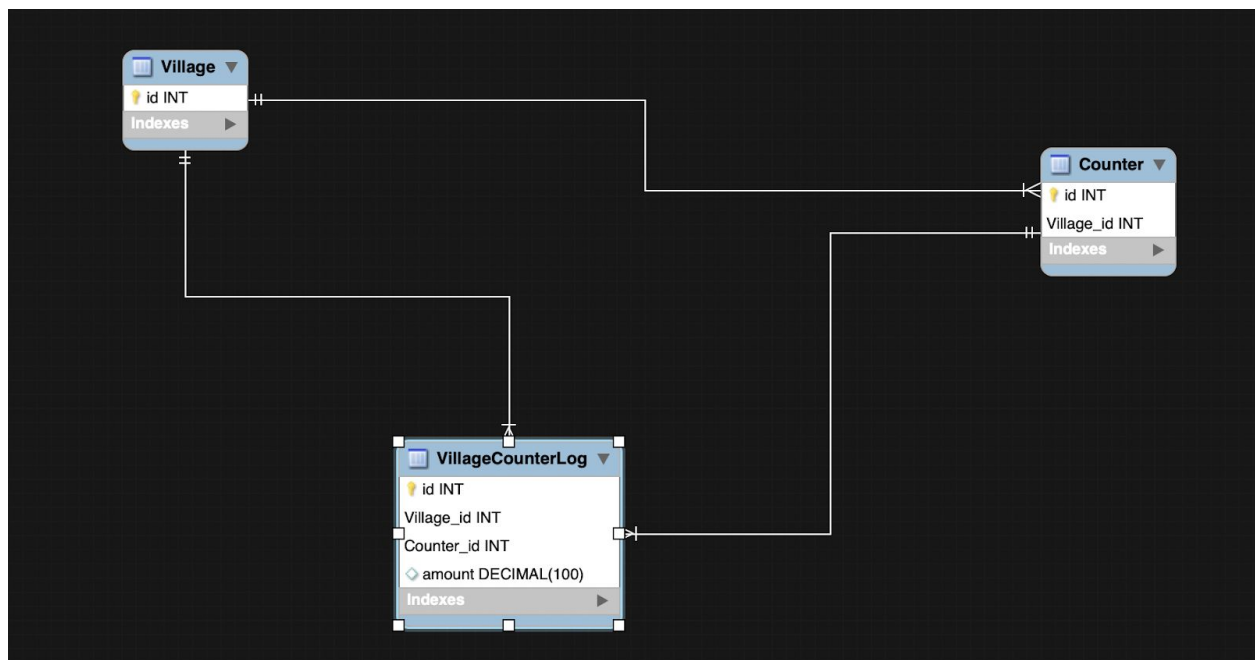 Village
id INT
Indexes
Counter
id INT
Village_id INT
Indexes
VillageCounterLog
id INT
Village_id INT
Counter_id INT
amount DECIMAL(100)
Indexes